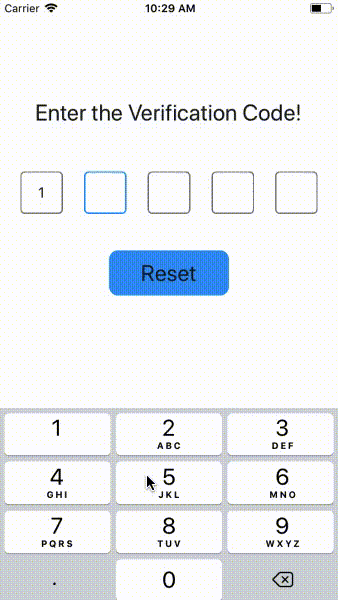 Carrier 10:29 AM
Enter the Verification Code!
1
Reset
1 2 3
ABC DEF
4 5 6
GHI JKL MNO
7 8 9
PQRS TUV WXYZ
. 0